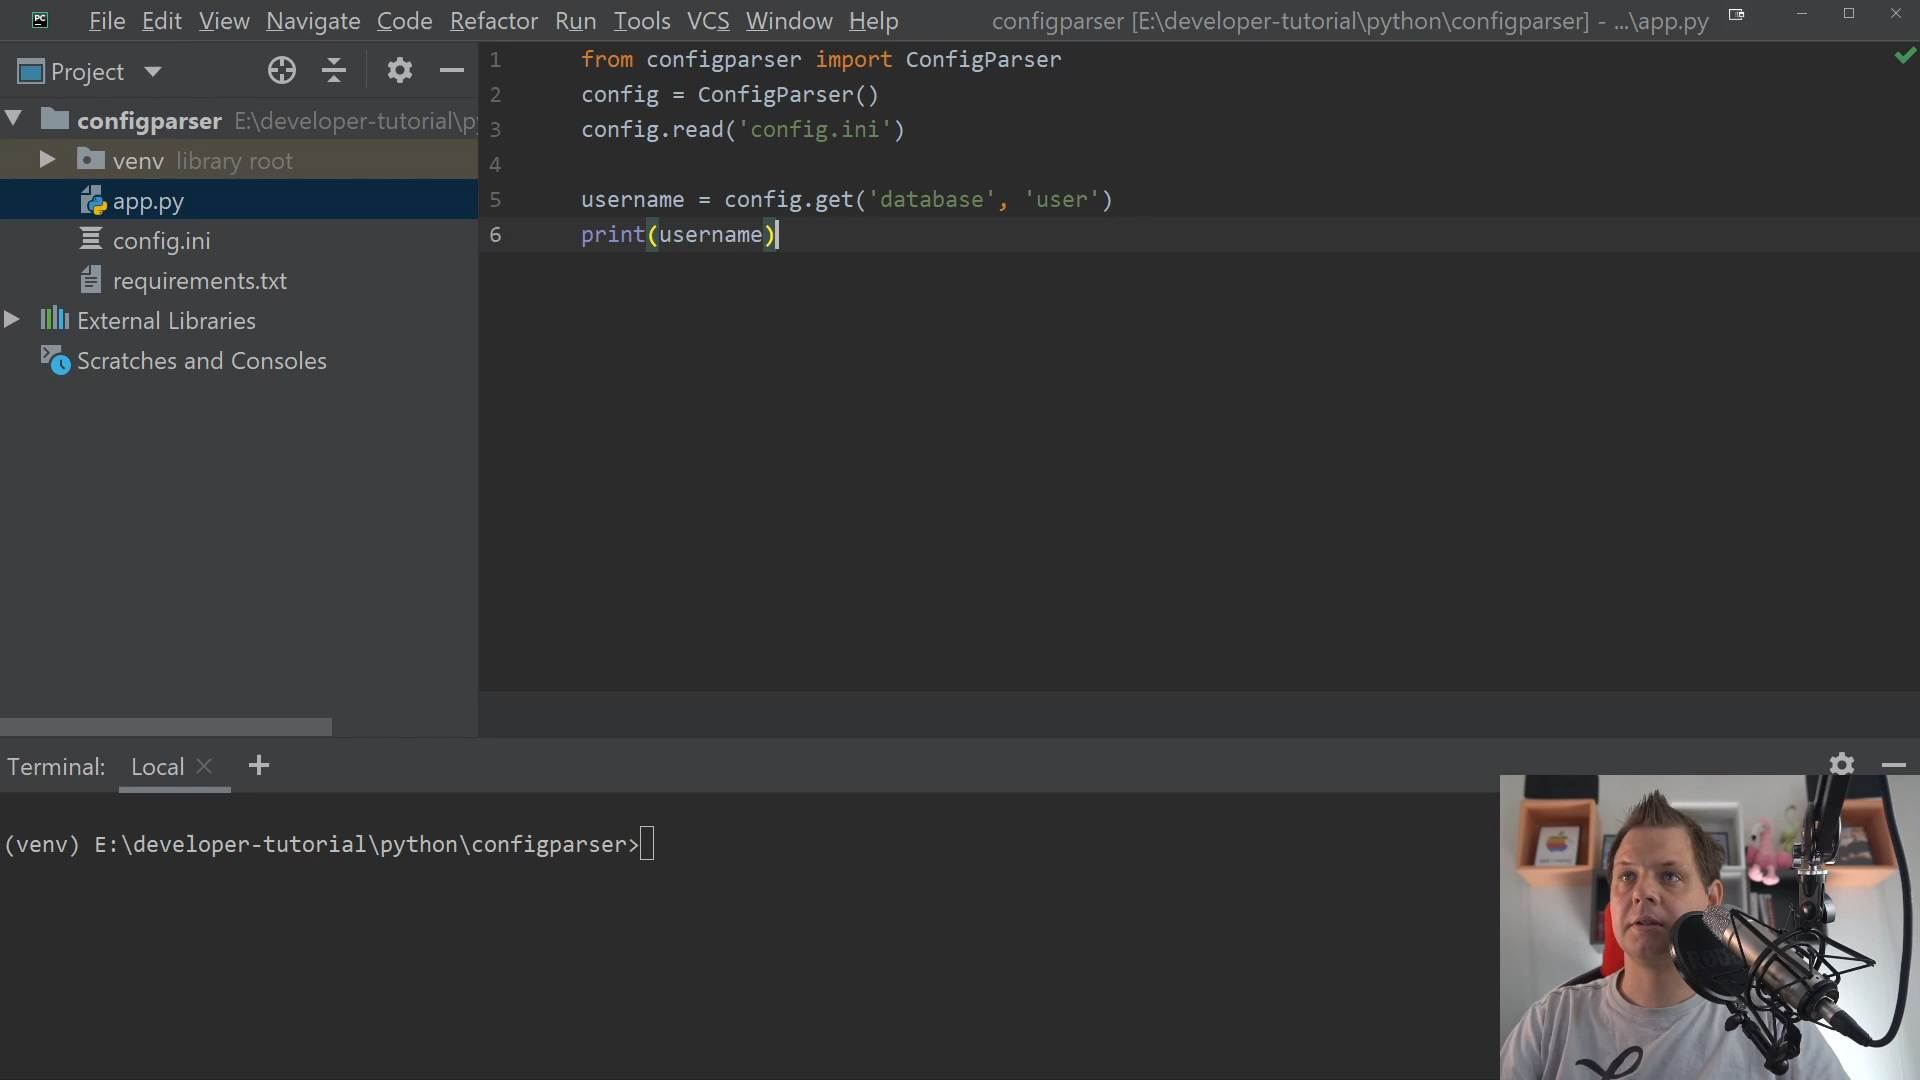 PC File Edit View Navigate Code Refactor Run Tools VCS Window Help configparser [E:\developer-tutorial\python\configparser] - ...\app.py
Project
configparser E:\developer-tutorial\py
venv library root
app.py
config.ini
requirements.txt
External Libraries
Scratches and Consoles
1 from configparser import ConfigParser
2 config = ConfigParser()
3 config.read('config.ini')
4
5 username = config.get('database', 'user')
6 print(username)
Terminal: Local
(venv) E:\developer-tutorial\python\configparser>
RØDE